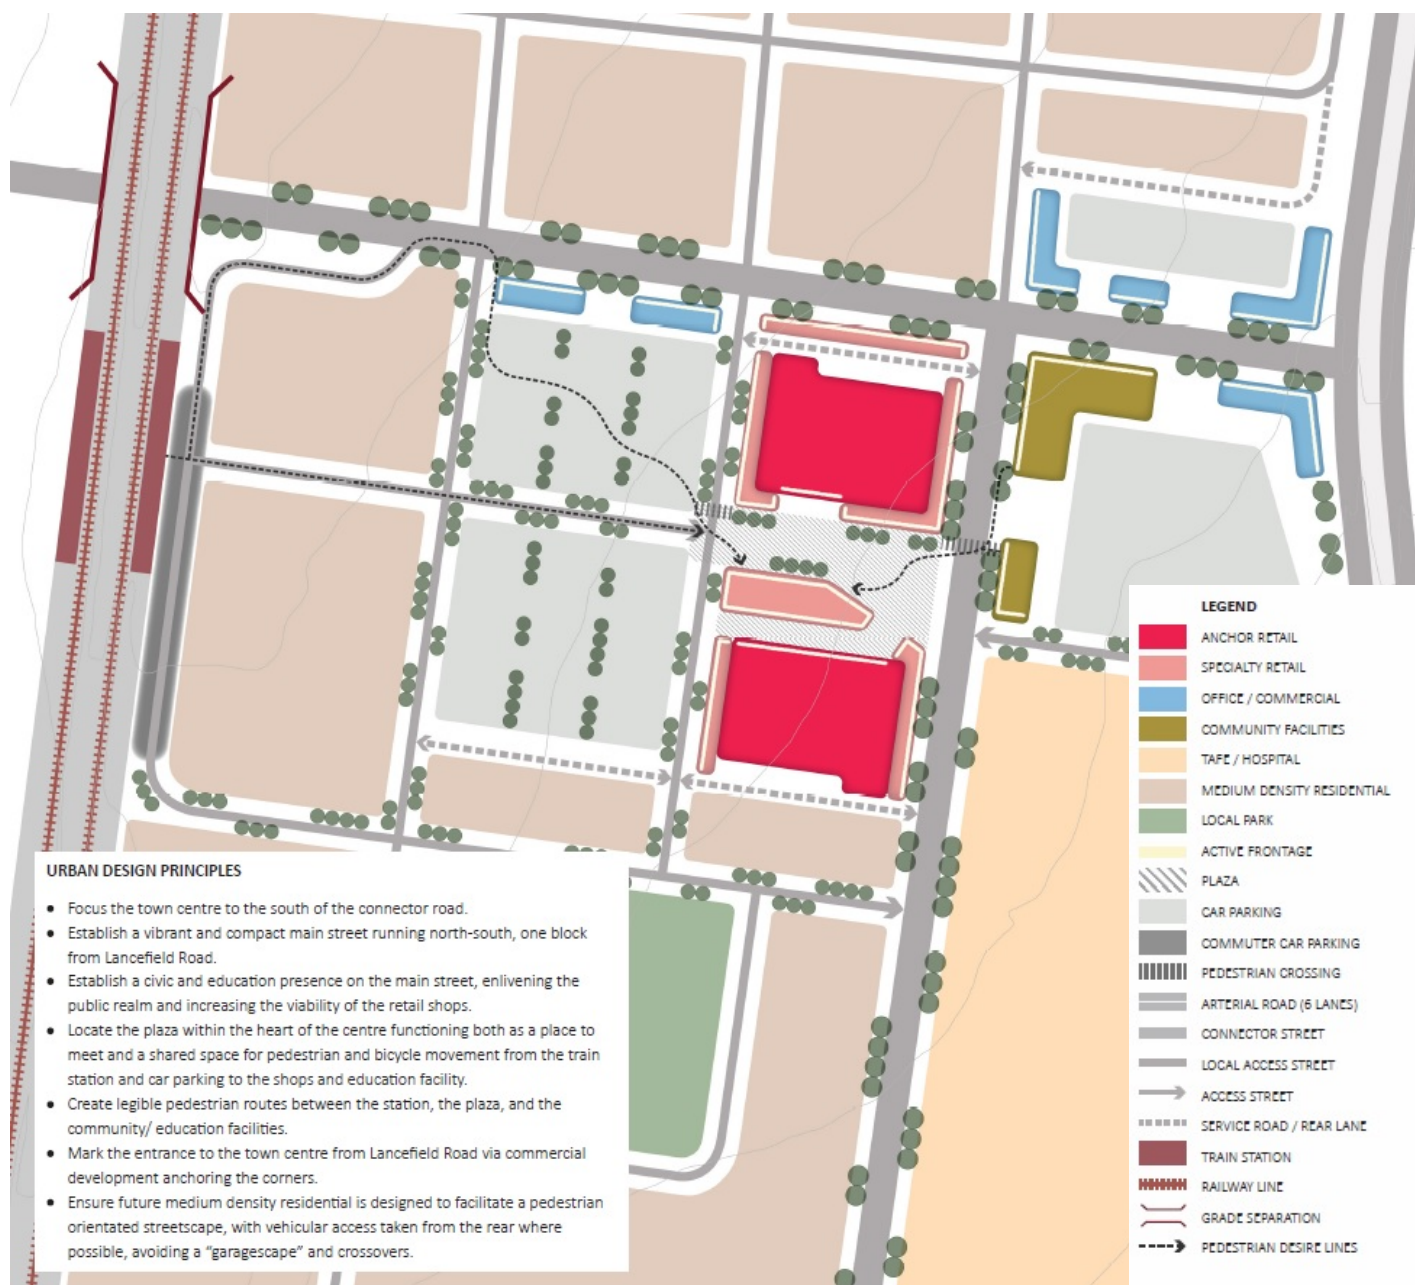 LEGEND
ANCHOR RETAIL
SPECIALTY RETAIL
OFFICE / COMMERCIAL
COMMUNITY FACILITIES
TAFE / HOSPITAL
MEDIUM DENSITY RESIDENTIAL
LOCAL PARK
ACTIVE FRONTAGE
PLAZA
CAR PARKING
COMMUTER CAR PARKING
PEDESTRIAN CROSSING
ARTERIAL ROAD (6 LANES)
CONNECTOR STREET
LOCAL ACCESS STREET
ACCESS STREET
SERVICE ROAD / REAR LANE
TRAIN STATION
RAILWAY LINE
GRADE SEPARATION
PEDESTRIAN DESIRE LINES
URBAN DESIGN PRINCIPLES
• Focus the town centre to the south of the connector road.
• Establish a vibrant and compact main street running north-south, one block
from Lancefield Road.
• Establish a civic and education presence on the main street, enlivening the
public realm and increasing the viability of the retail shops.
• Locate the plaza within the heart of the centre functioning both as a place to
meet and a shared space for pedestrian and bicycle movement from the train
station and car parking to the shops and education facility.
• Create legible pedestrian routes between the station, the plaza, and the
community/ education facilities.
• Mark the entrance to the town centre from Lancefield Road via commercial
development anchoring the corners.
• Ensure future medium density residential is designed to facilitate a pedestrian
orientated streetscape, with vehicular access taken from the rear where
possible, avoiding a “garagescape” and crossovers.